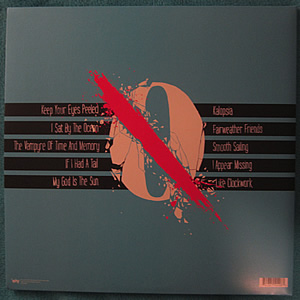 Keep Your Eyes Peeled
I Sat By The Ocean
The Vampyre Of Time And Memory
If I Had A Tail
My God Is The Sun
Kalopsia
Fairweather Friends
Smooth Sailing
I Appear Missing
Like Clockwork